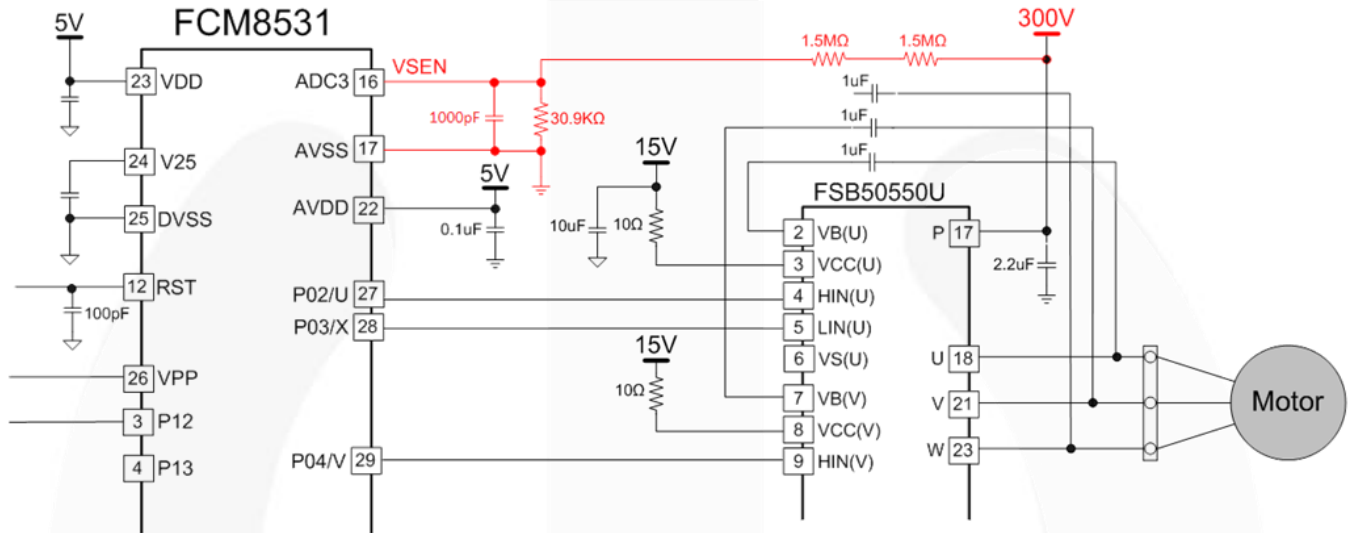 FCM8531
5V
23 VDD
24 V25
25 DVSS
12 RST
100pF
26 VPP
3 P12
4 P13
ADC3 16
VSEN
AVSS 17
1000pF
30.9KΩ
AVDD 22
5V
0.1uF
P02/U 27
P03/X 28
P04/V 29
15V
10uF
10Ω
15V
10Ω
1.5MΩ
1.5MΩ
300V
1uF
1uF
1uF
FSB50550U
2 VB(U)
3 VCC(U)
4 HIN(U)
5 LIN(U)
6 VS(U)
7 VB(V)
8 VCC(V)
9 HIN(V)
P 17
2.2uF
U 18
V 21
W 23
Motor